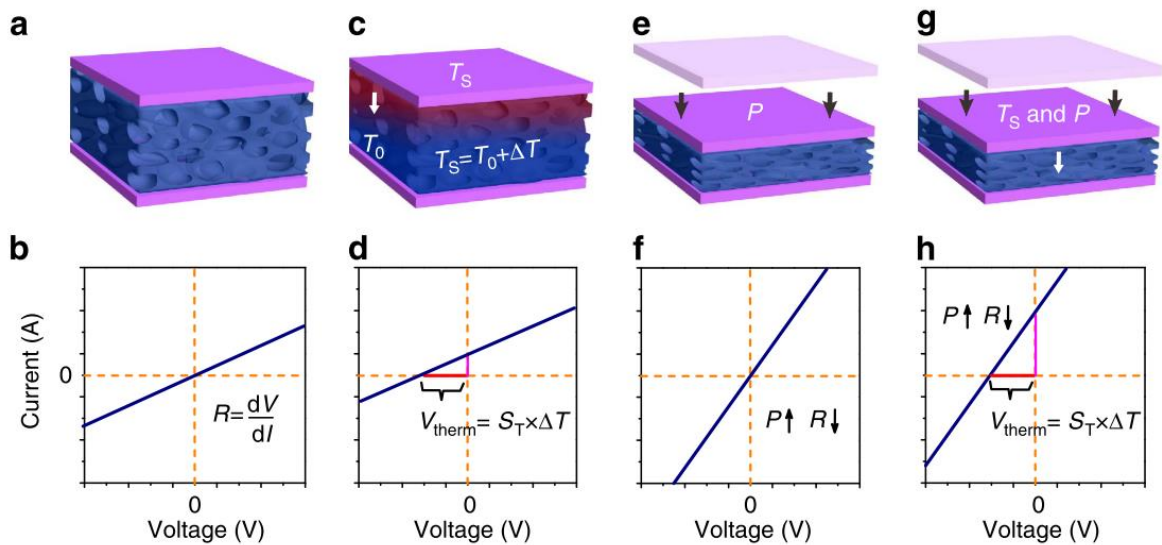 a
c
e
g
T_S
T_0
T_S=T_0+ΔT
P
T_S and P
b
d
f
h
Current (A)
0
R=dV/dI
0
Voltage (V)
V_therm= S_T×ΔT
0
Voltage (V)
P↑ R↓
0
Voltage (V)
P↑ R↓
V_therm= S_T×ΔT
0
Voltage (V)